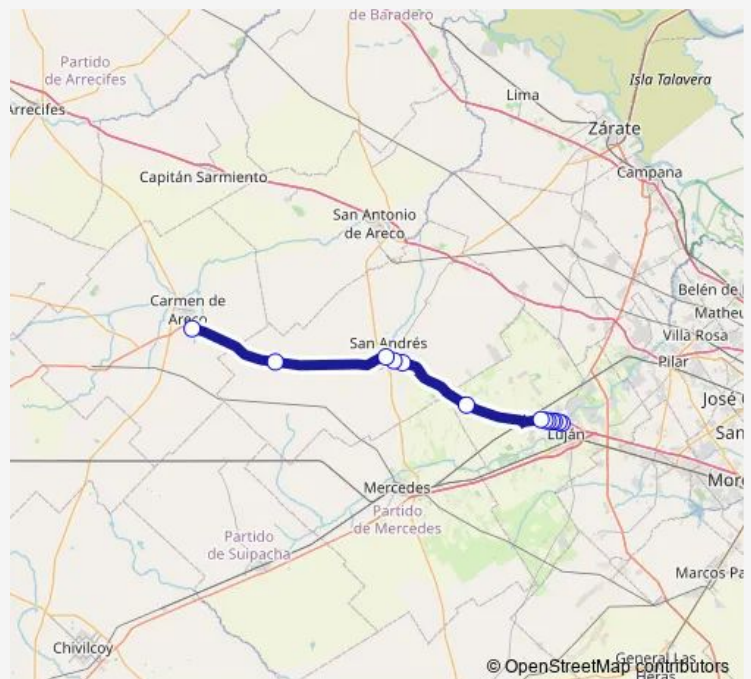 de Baradero
Partido
de Arrecifes
Isla Talavera
Arrecifes
Lima
Zárate
Capitán Sarmiento
Campana
San Antonio
de Areco
Belén de
Carmen de
Areco
Matheu
San Andrés
Villa Rosa
Pilar
José
San
Luján
Mercedes
Partido
de Mercedes
Partido
de Suipacha
Marcos Pa
Chivilcoy
General Las
Heras
© OpenStreetMap contributors